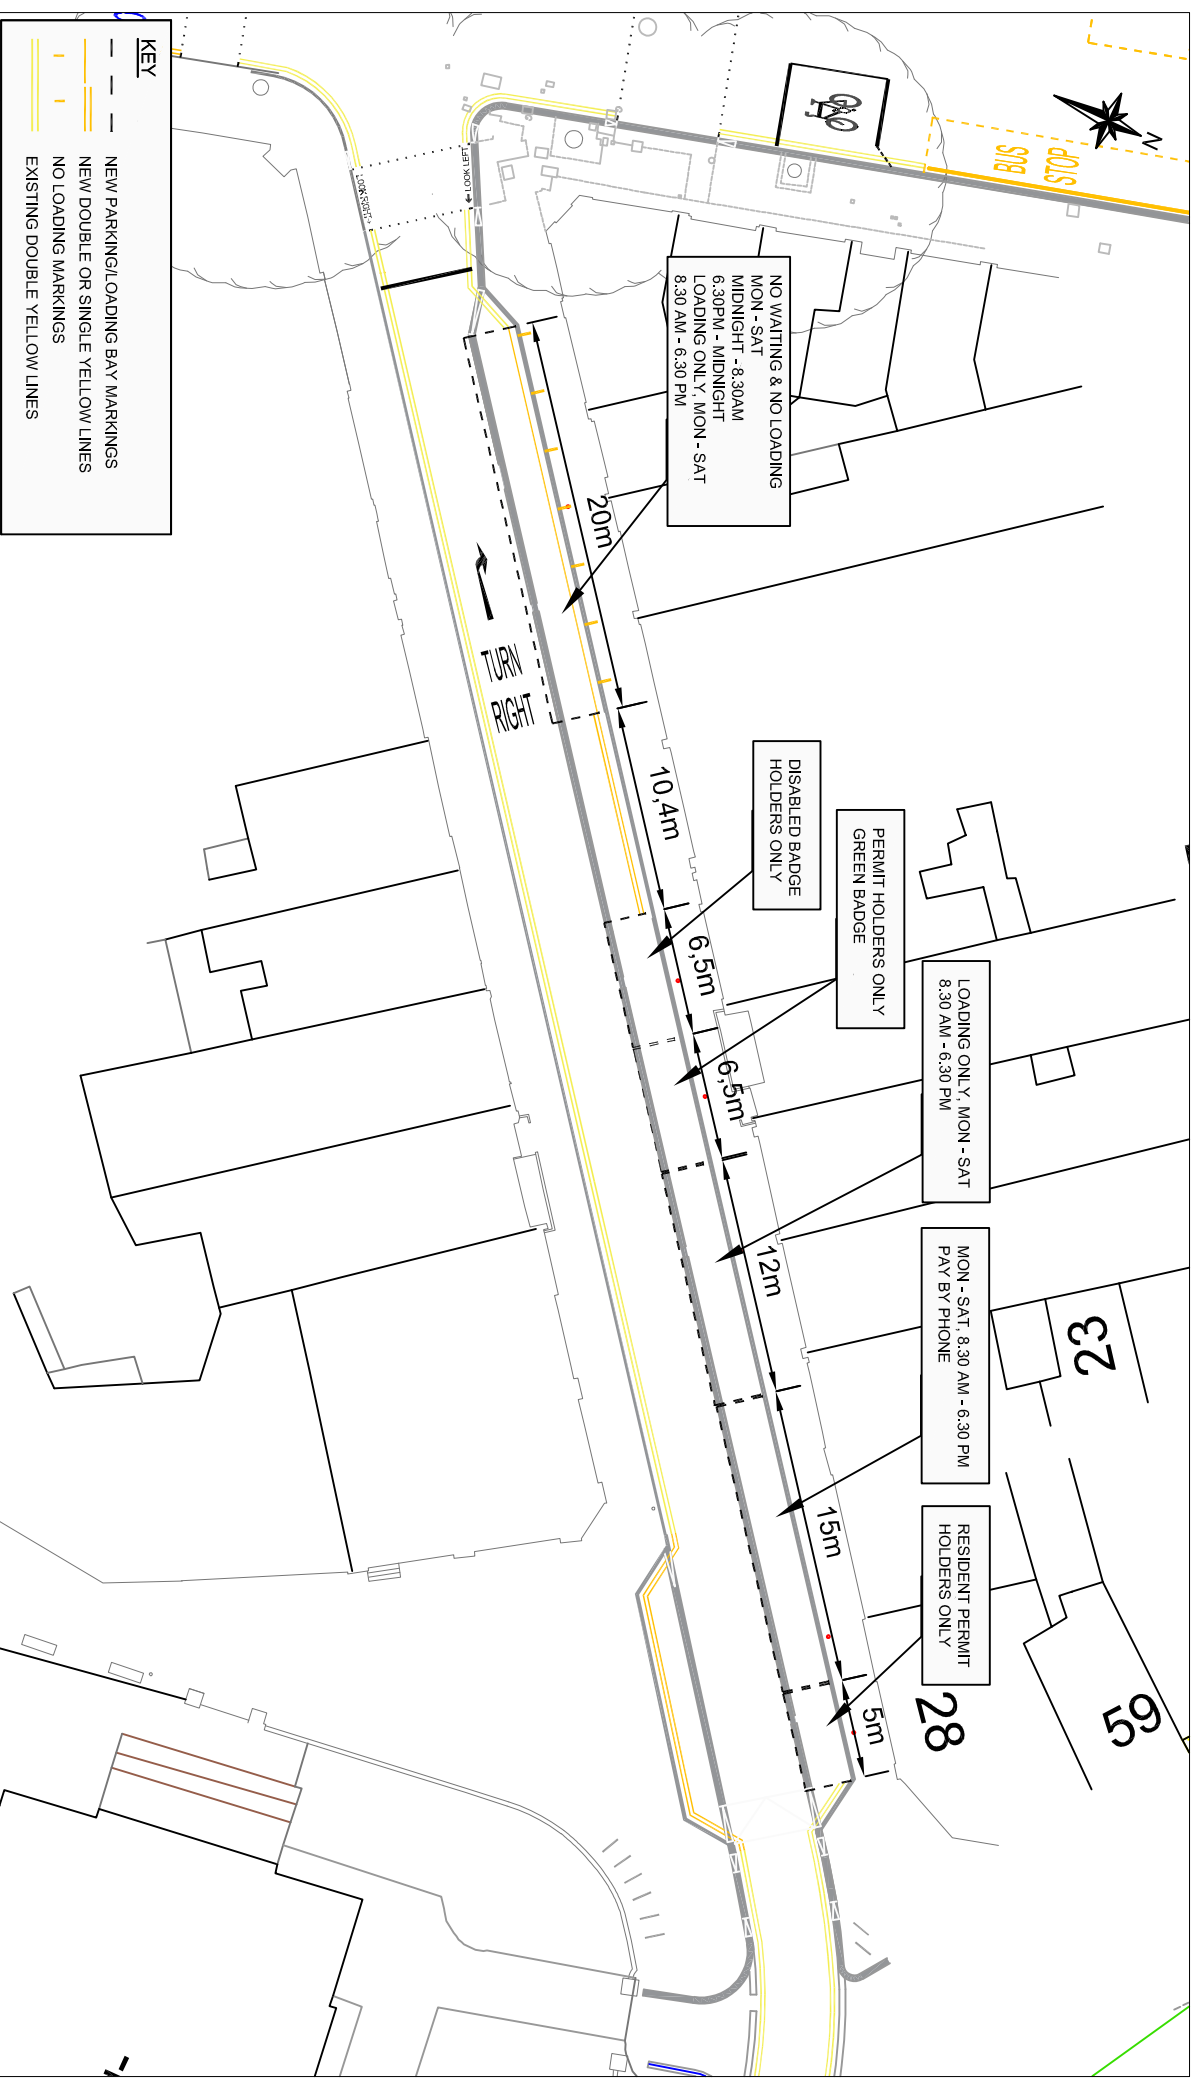 KEY
NEW PARKING/LOADING BAY MARKINGS
NEW DOUBLE OR SINGLE YELLOW LINES
NO LOADING MARKINGS
EXISTING DOUBLE YELLOW LINES
N
BUS
STOP
LOOK LEFT
NO WAITING & NO LOADING
MON - SAT
MIDNIGHT - 8.30AM
6.30PM - MIDNIGHT
LOADING ONLY, MON - SAT
8.30 AM - 6.30 PM
20m
TURN
RIGHT
10,4m
DISABLED BADGE
HOLDERS ONLY
6,5m
PERMIT HOLDERS ONLY
GREEN BADGE
6,5m
LOADING ONLY, MON - SAT
8.30 AM - 6.30 PM
12m
MON - SAT, 8.30 AM - 6.30 PM
PAY BY PHONE
15m
RESIDENT PERMIT
HOLDERS ONLY
5m
23
28
59